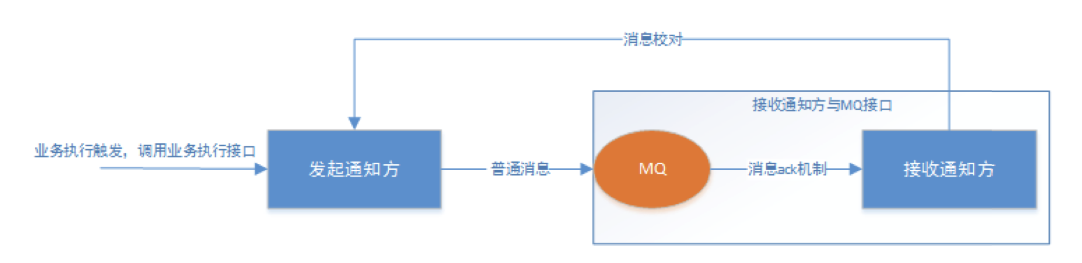 消息校对
接收通知方与MQ接口
业务执行触发，调用业务执行接口
发起通知方
普通消息
MQ
消息ack机制
接收通知方